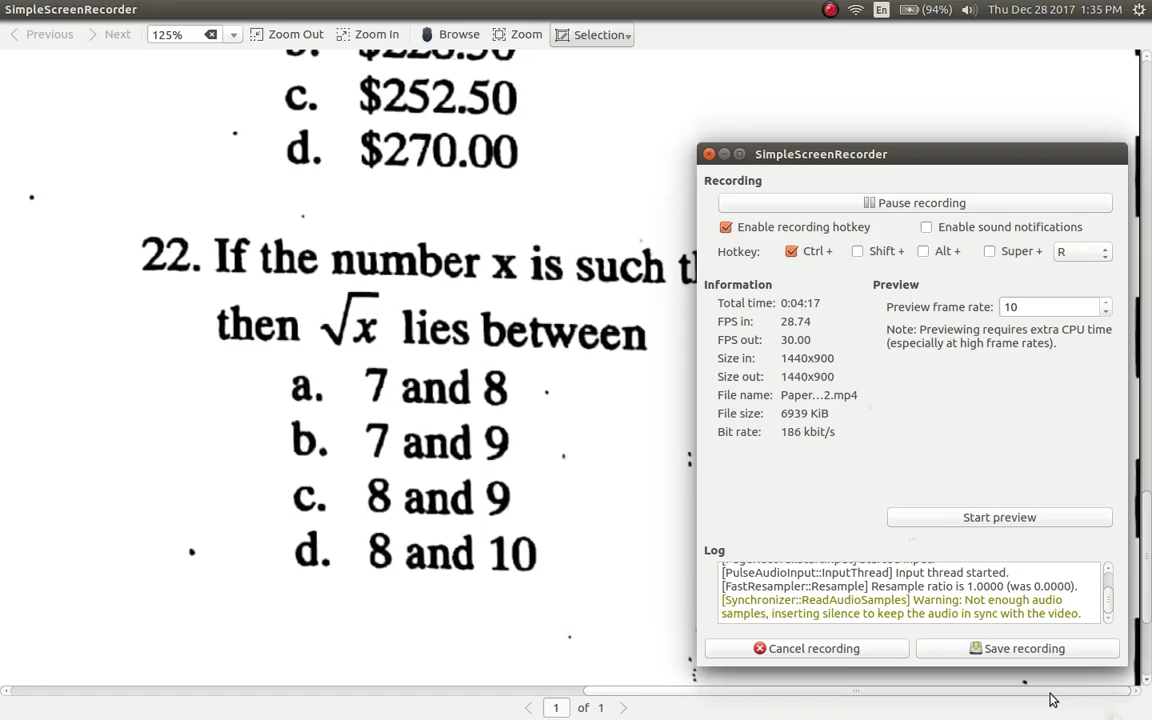 SimpleScreenRecorder
En
(94%)
Thu Dec 28 2017 1:35 PM
Previous
Next
125%
Zoom Out
Zoom In
Browse
Zoom
Selection
c. $252.50
d. $270.00
22. If the number x is such
then √x lies between
a. 7 and 8
b. 7 and 9
c. 8 and 9
d. 8 and 10
SimpleScreenRecorder
Recording
Pause recording
Enable recording hotkey
Enable sound notifications
Hotkey: Ctrl + Shift + Alt + Super + R
Information
Total time: 0:04:17
FPS in: 28.74
FPS out: 30.00
Size in: 1440x900
Size out: 1440x900
File name: Paper...2.mp4
File size: 6939 KiB
Bit rate: 186 kbit/s
Preview
Preview frame rate: 10
Note: Previewing requires extra CPU time
(especially at high frame rates).
Start preview
Log
[PulseAudioInput::InputThread] Input thread started.
[FastResampler::Resample] Resample ratio is 1.0000 (was 0.0000).
[Synchronizer::ReadAudioSamples] Warning: Not enough audio
samples, inserting silence to keep the audio in sync with the video.
Cancel recording
Save recording
1 of 1